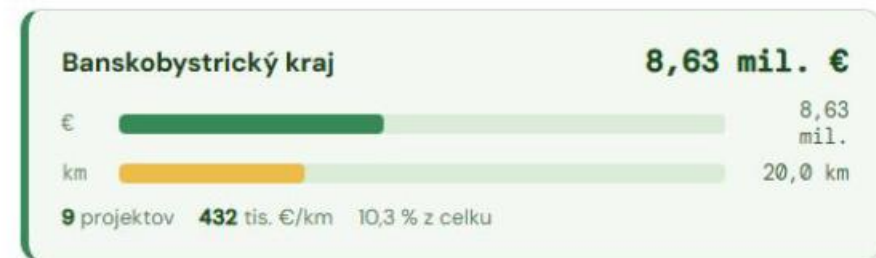 Banskobystrický kraj 8,63 mil. €
€ 8,63
mil.
km 20,0 km
9 projektov 432 tis. €/km 10,3 % z celku